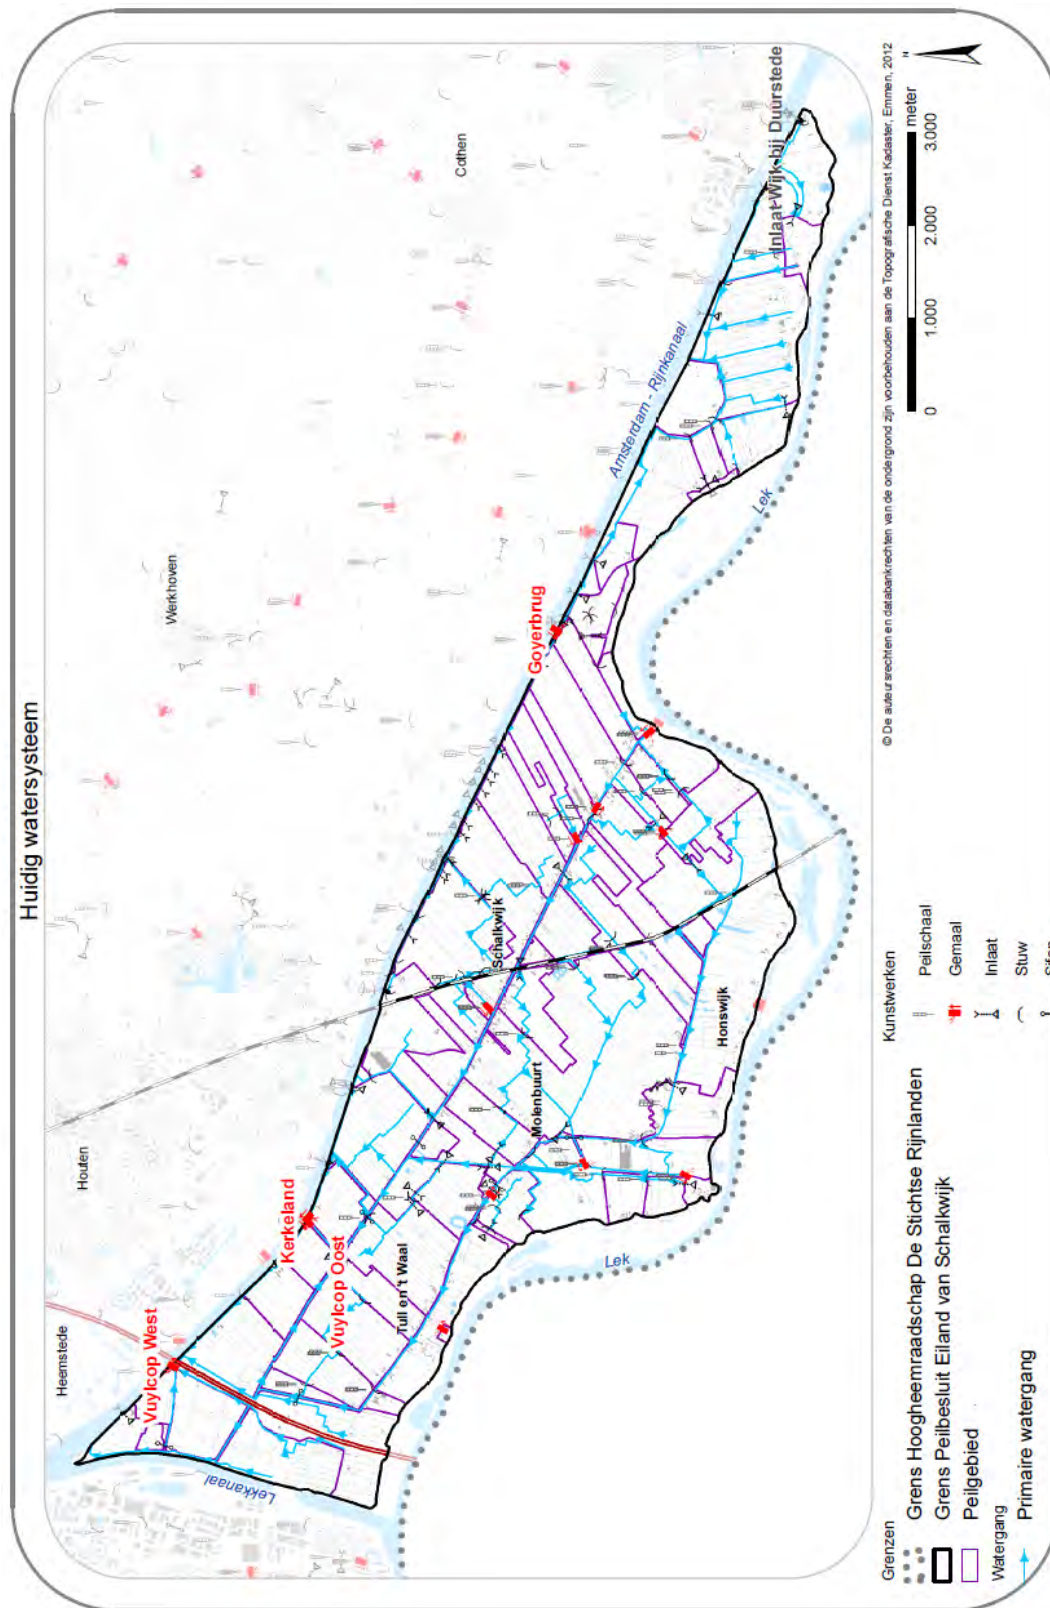 Huidig watersysteem
Cothen
Werkhoven
Houten
Heemstede
Inlaat Wijk bij Duurstede
Amsterdam - Rijnkanaal
Goyerbrug
Lek
Schalkwijk
Honswijk
Molenbuurt
Kerkeland
Vuylcop Oost
Tull en 't Waal
Lek
Vuylcop West
Lekkanaal
© De auteursrechten en databankrechten van de ondergrond zijn voorbehouden aan de Topografische Dienst Kadaster, Emmen, 2012
N
0 1.000 2.000 3.000 meter
Grenzen
Grens Hoogheemraadschap De Stichtse Rijnlanden
Grens Peilbesluit Eiland van Schalkwijk
Peilgebied
Watergang
Primaire watergang
Kunstwerken
Peilschaal
Gemaal
Inlaat
Stuw